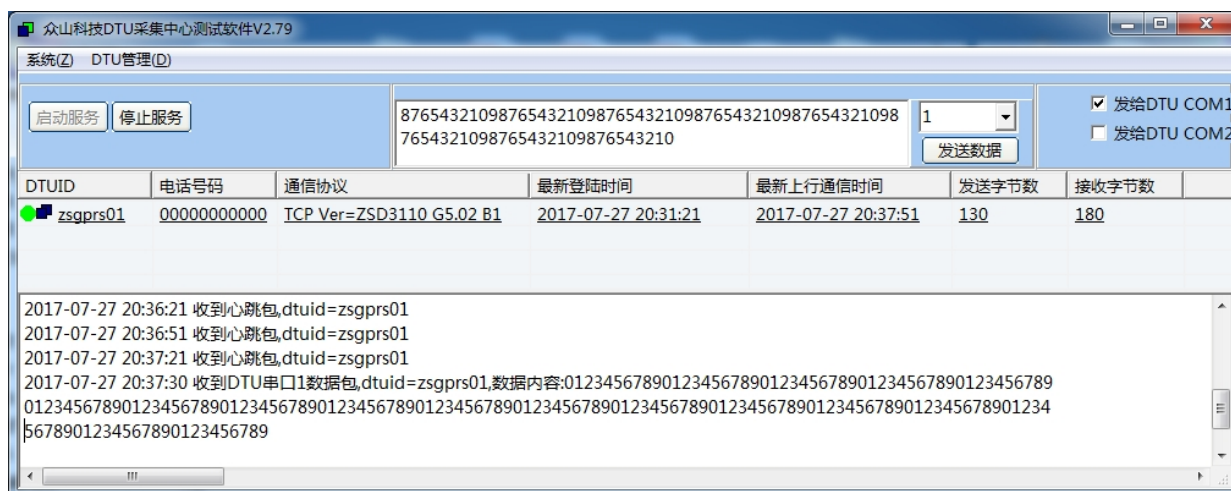 众山科技DTU采集中心测试软件V2.79
系统(Z) DTU管理(D)
启动服务 停止服务
87654321098765432109876543210987654321098765432109​8
765432109876543210987654​3210
1
发送数据
发给DTU COM1
发给DTU COM2
DTUID 电话号码 通信协议 最新登陆时间 最新上行通信时间 发送字节数 接收字节数
zsgprs01 00000000000 TCP Ver=ZSD3110 G5.02 B1 2017-07-27 20:31:21 2017-07-27 20:37:51 130 180
2017-07-27 20:36:21 收到心跳包,dtuid=zsgprs01
2017-07-27 20:36:51 收到心跳包,dtuid=zsgprs01
2017-07-27 20:37:21 收到心跳包,dtuid=zsgprs01
2017-07-27 20:37:30 收到DTU串口1数据包,dtuid=zsgprs01,数据内容:01234567890123456789012345678901234567890123456789
0123456789012345678901234567890123456789012345678901234567890123456789012345678901234567890123456789​01234
5678901234567890123456789